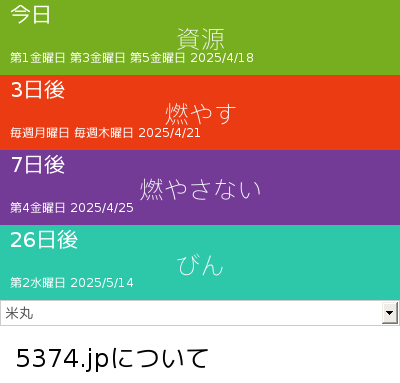 今日
資源
第1金曜日 第3金曜日 第5金曜日 2025/4/18
3日後
燃やす
毎週月曜日 毎週木曜日 2025/4/21
7日後
燃やさない
第4金曜日 2025/4/25
26日後
びん
第2水曜日 2025/5/14
米丸
5374.jpについて